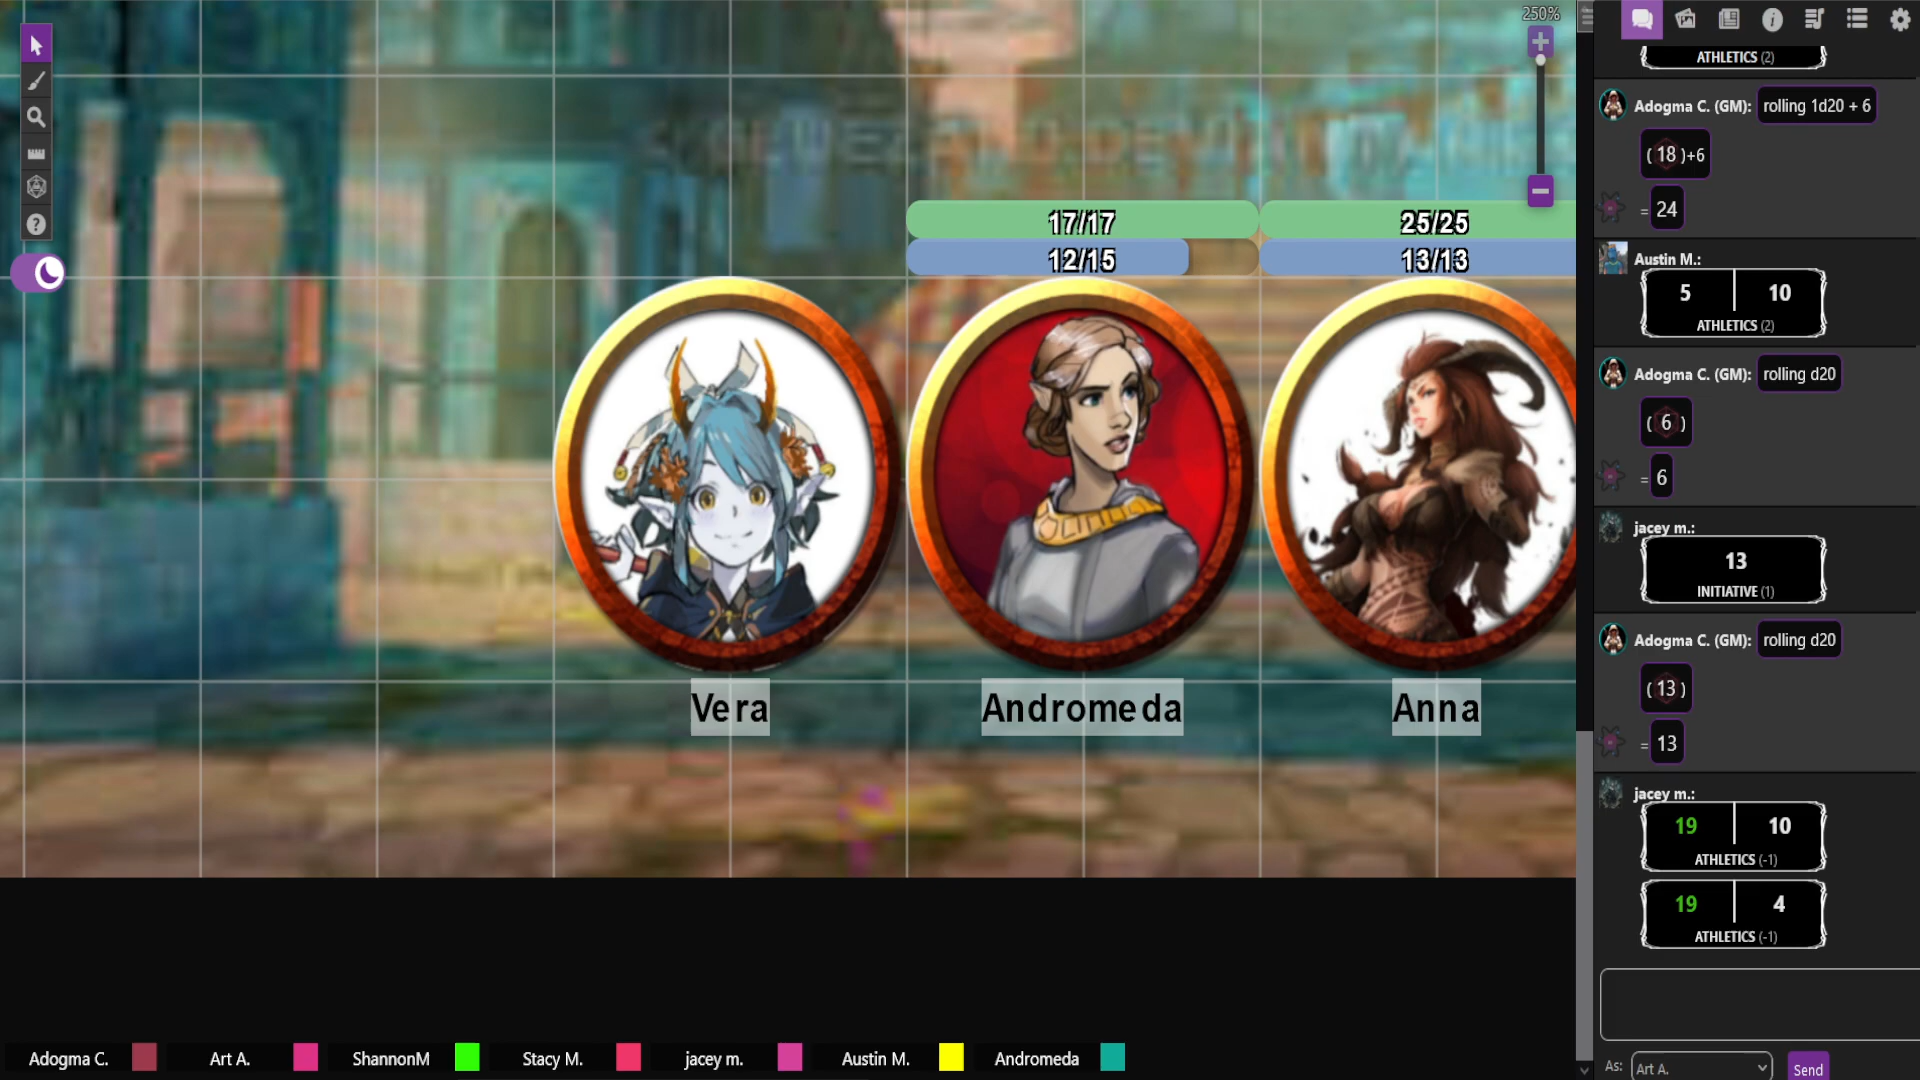 250%
17/17
25/25
12/15
13/13
Vera
Andromeda
Anna
ATHLETICS (2)
Adogma C. (GM): rolling 1d20 + 6
(18)+6
= 24
Austin M.:
5 10
ATHLETICS (2)
Adogma C. (GM): rolling d20
(6)
= 6
jacey m.:
13
INITIATIVE (1)
Adogma C. (GM): rolling d20
(13)
= 13
jacey m.:
19 10
ATHLETICS (-1)
19 4
ATHLETICS (-1)
As: Art A. Send
Adogma C. Art A. ShannonM Stacy M. jacey m. Austin M. Andromeda